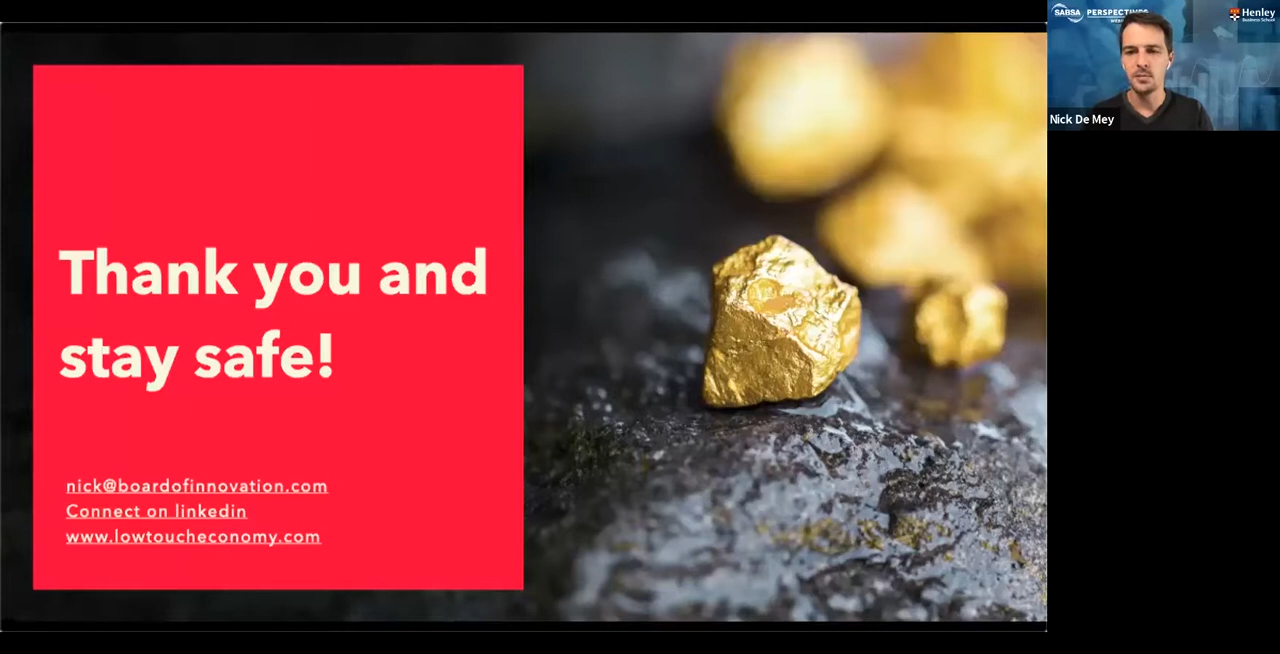 Thank you and
stay safe!
nick@boardofinnovation.com
Connect on linkedin
www.lowtoucheconomy.com
SABSA PERSPECTIVES
Henley
Business School
Nick De Mey